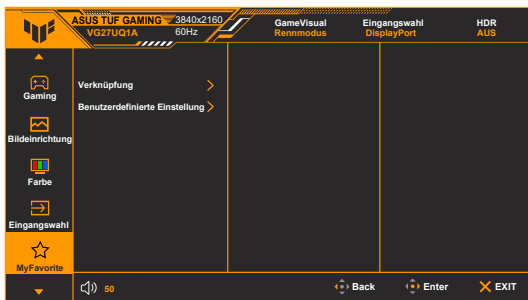 ASUS TUF GAMING
VG27UQ1A
3840x2160
60Hz
GameVisual
Rennmodus
Eingangswahl
DisplayPort
HDR
AUS
Gaming
Bildeinrichtung
Farbe
Eingangswahl
MyFavorite
Verknüpfung
Benutzerdefinierte Einstellung
50
Back
Enter
EXIT